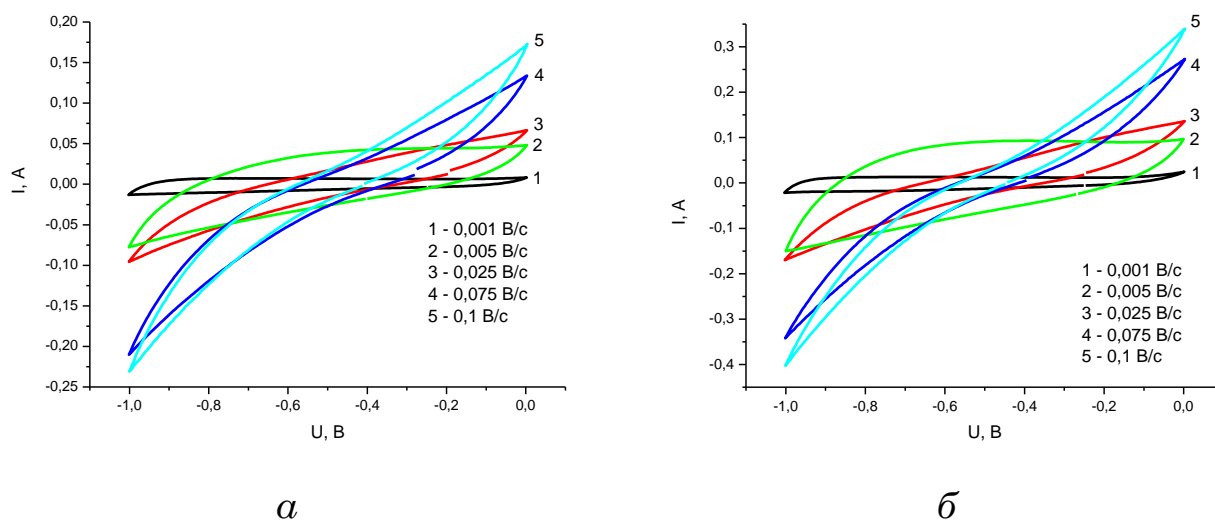 0,20
0,15
0,10
0,05
0,00
-0,05
-0,10
-0,15
-0,20
-0,25
I, A
5
4
3
2
1
1 - 0,001 В/с
2 - 0,005 В/с
3 - 0,025 В/с
4 - 0,075 В/с
5 - 0,1 В/с
-1,0 -0,8 -0,6 -0,4 -0,2 0,0
U, В
а
0,3
0,2
0,1
0,0
-0,1
-0,2
-0,3
-0,4
I, A
5
4
3
2
1
1 - 0,001 В/с
2 - 0,005 В/с
3 - 0,025 В/с
4 - 0,075 В/с
5 - 0,1 В/с
-1,0 -0,8 -0,6 -0,4 -0,2 0,0
U, В
б